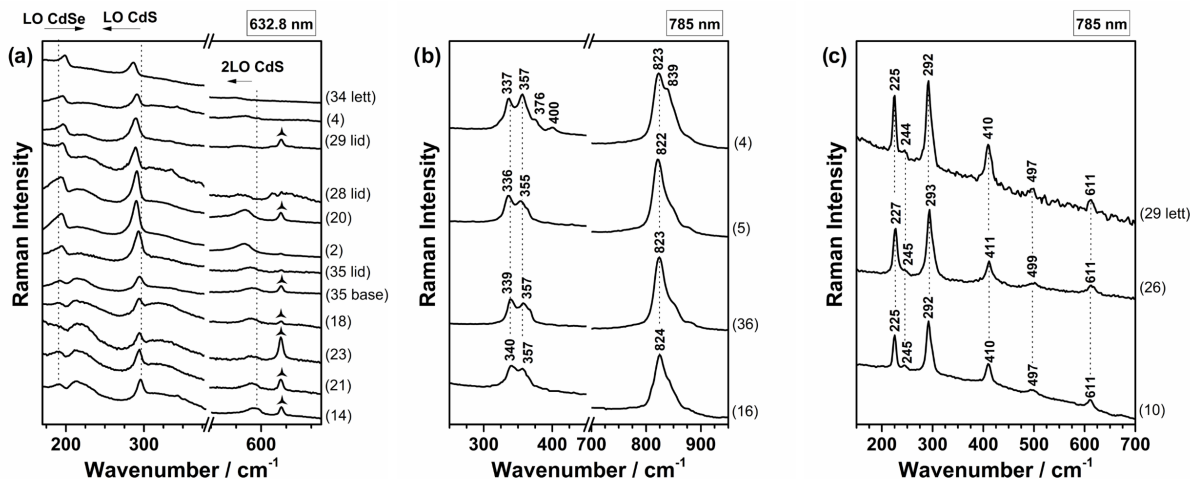 LO CdSe LO CdS 632.8 nm
(a)
2LO CdS
(34 lett)
(4)
(29 lid)
(28 lid)
(20)
(2)
(35 lid)
(35 base)
(18)
(23)
(21)
(14)
Raman Intensity
200 300 600
Wavenumber / cm-1
785 nm
(b)
823
839
337 357
376
400
(4)
822
336 355
(5)
823
339 357
(36)
824
340 357
(16)
Raman Intensity
300 400 700 800 900
Wavenumber / cm-1
785 nm
(c)
292
225
244
410
497
611
(29 lett)
293
227
245
411
499
611
(26)
292
225
245
410
497
611
(10)
Raman Intensity
200 300 400 500 600 700
Wavenumber / cm-1